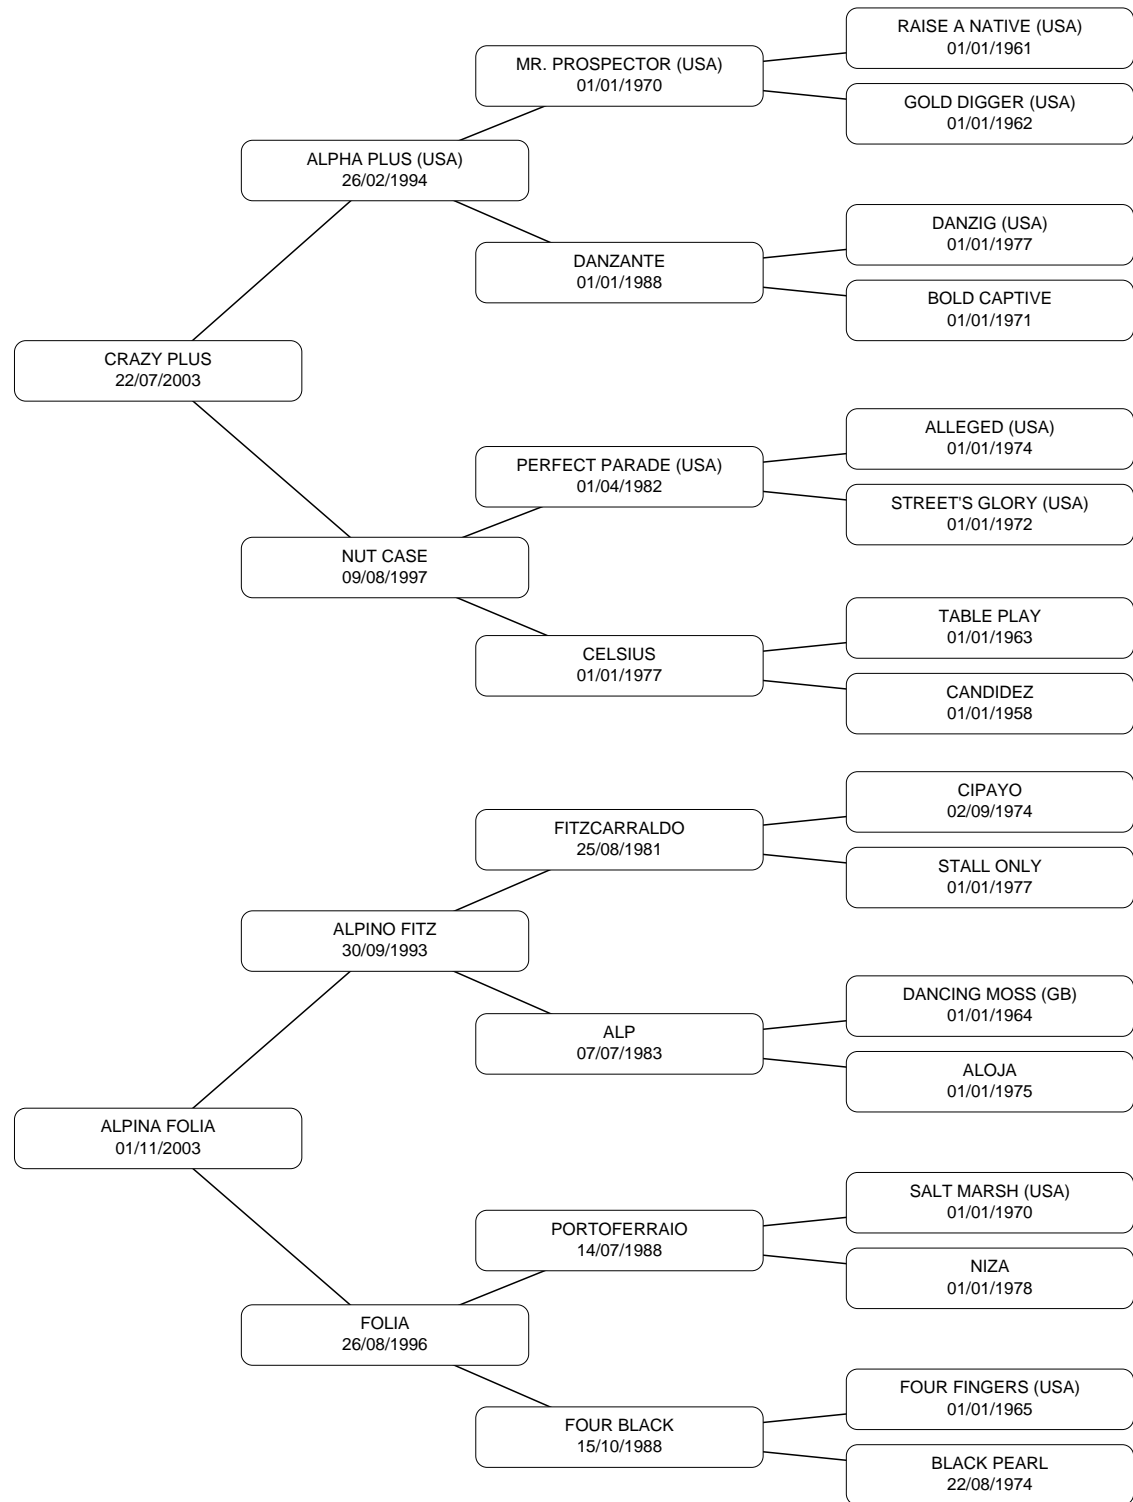 RAISE A NATIVE (USA)
01/01/1961
MR. PROSPECTOR (USA)
01/01/1970
GOLD DIGGER (USA)
01/01/1962
ALPHA PLUS (USA)
26/02/1994
DANZIG (USA)
01/01/1977
DANZANTE
01/01/1988
BOLD CAPTIVE
01/01/1971
CRAZY PLUS
22/07/2003
ALLEGED (USA)
01/01/1974
PERFECT PARADE (USA)
01/04/1982
STREET'S GLORY (USA)
01/01/1972
NUT CASE
09/08/1997
TABLE PLAY
01/01/1963
CELSIUS
01/01/1977
CANDIDEZ
01/01/1958
CIPAYO
02/09/1974
FITZCARRALDO
25/08/1981
STALL ONLY
01/01/1977
ALPINO FITZ
30/09/1993
DANCING MOSS (GB)
01/01/1964
ALP
07/07/1983
ALOJA
01/01/1975
ALPINA FOLIA
01/11/2003
SALT MARSH (USA)
01/01/1970
PORTOFERRAIO
14/07/1988
NIZA
01/01/1978
FOLIA
26/08/1996
FOUR FINGERS (USA)
01/01/1965
FOUR BLACK
15/10/1988
BLACK PEARL
22/08/1974